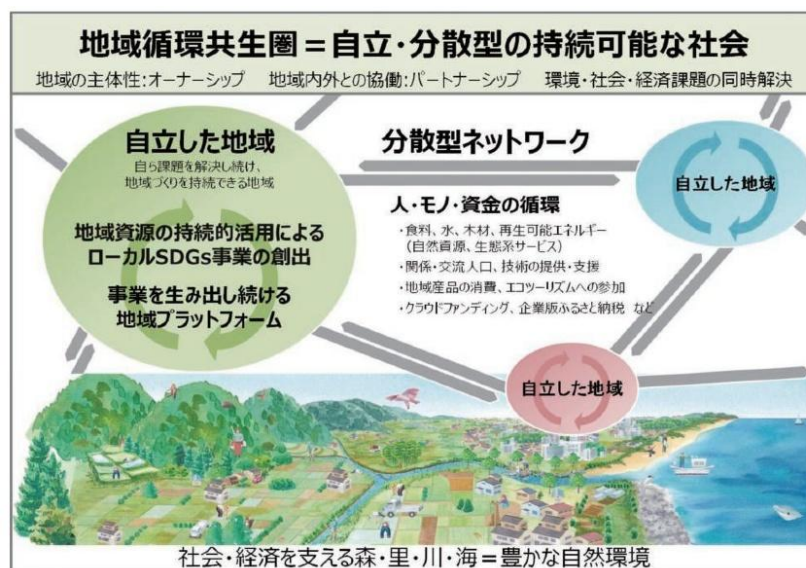 地域循環共生圏＝自立・分散型の持続可能な社会
地域の主体性：オーナーシップ　地域内外との協働：パートナーシップ　環境・社会・経済課題の同時解決
自立した地域
自ら課題を解決し続け、
地域づくりを持続できる地域
地域資源の持続的活用による
ローカルSDGs事業の創出
事業を生み出し続ける
地域プラットフォーム
分散型ネットワーク
人・モノ・資金の循環
・食料、水、木材、再生可能エネルギー
（自然資源、生態系サービス）
・関係・交流人口、技術の提供・支援
・地域産品の消費、エコツーリズムへの参加
・クラウドファンディング、企業版ふるさと納税 など
自立した地域
自立した地域
社会・経済を支える森・里・川・海＝豊かな自然環境